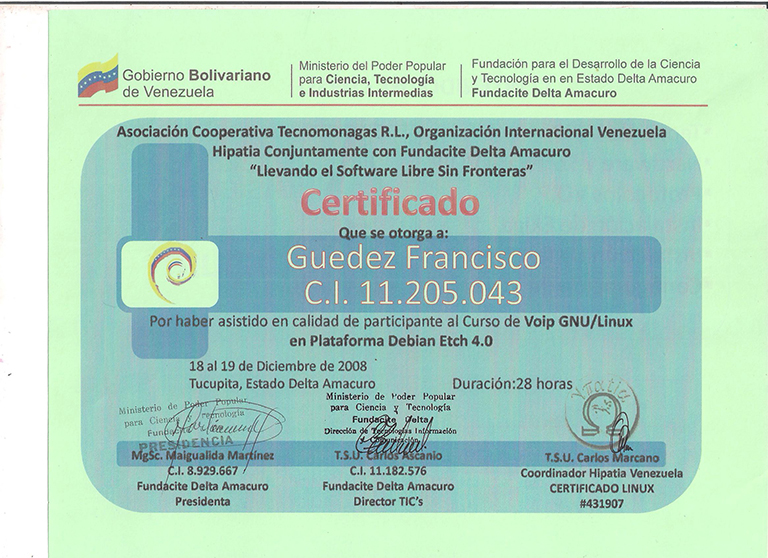 Gobierno Bolivariano
de Venezuela
Ministerio del Poder Popular
para Ciencia, Tecnología
e Industrias Intermedias
Fundación para el Desarrollo de la Ciencia
y Tecnología en en Estado Delta Amacuro
Fundacite Delta Amacuro
Asociación Cooperativa Tecnomonagas R.L., Organización Internacional Venezuela
Hipatia Conjuntamente con Fundacite Delta Amacuro
"Llevando el Software Libre Sin Fronteras"
Certificado
Que se otorga a:
Guedez Francisco
C.I. 11.205.043
Por haber asistido en calidad de participante al Curso de Voip GNU/Linux
en Plataforma Debian Etch 4.0
18 al 19 de Diciembre de 2008
Tucupita, Estado Delta Amacuro
Duración:28 horas
Ministerio de Poder Popular
para Ciencia Tecnología
PRESIDENCIA
MgSc. Maigualida Martínez
C.I. 8.929.667
Fundacite Delta Amacuro
Presidenta
Ministerio de Poder Popular
para Ciencia y Tecnología
Fundacite Delta
Dirección de Tecnologías Información
T.S.U. Carlos Ascanio
C.I. 11.182.576
Fundacite Delta Amacuro
Director TIC's
T.S.U. Carlos Marcano
Coordinador Hipatia Venezuela
CERTIFICADO LINUX
#431907